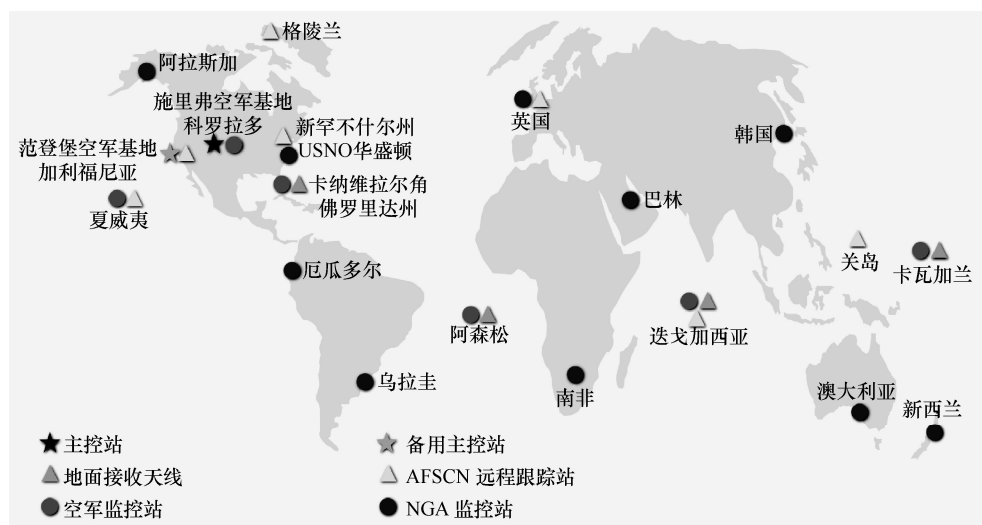 格陵兰
阿拉斯加
施里弗空军基地
科罗拉多
新罕不什尔州
USNO华盛顿
范登堡空军基地
加利福尼亚
卡纳维拉尔角
佛罗里达州
夏威夷
英国
韩国
巴林
关岛
卡瓦加兰
厄瓜多尔
阿森松
迭戈加西亚
乌拉圭
南非
澳大利亚
新西兰
主控站
备用主控站
地面接收天线
AFSCN 远程跟踪站
空军监控站
NGA 监控站